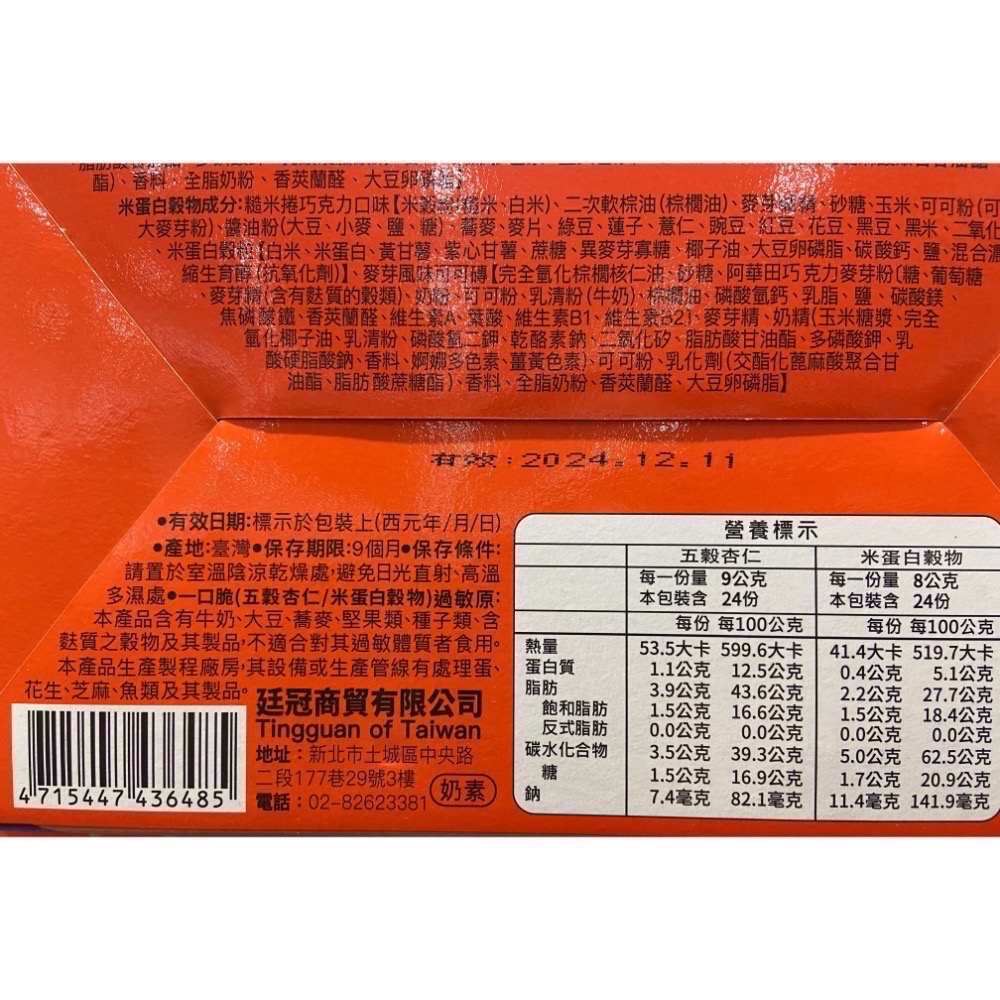 酯)、香料、全脂奶粉、香莢蘭醛、大豆卵磷脂】
米蛋白穀物成分:糙米捲巧克力口味【米穀粉(糙米、白米)、二次軟棕油(棕櫚油)、麥芽糊精、砂糖、玉米、可可粉(可
大麥芽粉)、醬油粉(大豆、小麥、鹽、糖)、蕎麥、麥片、綠豆、蓮子、薏仁、豌豆、紅豆、花豆、黑豆、黑米、二氧化
、米蛋白穀粒【白米、米蛋白、黃甘薯、紫心甘薯、蔗糖、異麥芽寡糖、椰子油、大豆卵磷脂、碳酸鈣、鹽、混合濃
縮生育醇(抗氧化劑)】、麥芽風味可可磚【完全氫化棕櫚核仁油、砂糖、阿華田巧克力麥芽粉(糖、葡萄糖
、麥芽精(含有麩質的穀類)、奶粉、可可粉、乳清粉(牛奶)、棕櫚油、磷酸氫鈣、乳脂、鹽、碳酸鎂、
焦磷酸鐵、香莢蘭醛、維生素A、葉酸、維生素B1、維生素B2)、麥芽精、奶精(玉米糖漿、完全
氫化椰子油、乳清粉、磷酸氫二鉀、乾酪素鈉、二氧化矽、脂肪酸甘油酯、多磷酸鉀、乳
酸硬脂酸鈉、香料、婀娜多色素、薑黃色素)、可可粉、乳化劑(交酯化蓖麻酸聚合甘
油酯、脂肪酸蔗糖酯)、香料、全脂奶粉、香莢蘭醛、大豆卵磷脂】
有效:2024.12.11
●有效日期:標示於包裝上(西元年/月/日)
●產地:臺灣●保存期限:9個月●保存條件:
請置於室溫陰涼乾燥處,避免日光直射、高溫
多濕處●一口脆(五穀杏仁/米蛋白穀物)過敏原:
本產品含有牛奶、大豆、蕎麥、堅果類、種子類、含
麩質之穀物及其製品,不適合對其過敏體質者食用。
本產品生產製程廠房,其設備或生產管線有處理蛋、
花生、芝麻、魚類及其製品。
廷冠商貿有限公司
Tingguan of Taiwan
地址:新北市土城區中央路
二段177巷29號3樓
電話:02-82623381
奶素
4 715447 436485
營養標示
五穀杏仁 米蛋白穀物
每一份量 9公克 每一份量 8公克
本包裝含 24份 本包裝含 24份
每份 每100公克 每份 每100公克
熱量 53.5大卡 599.6大卡 41.4大卡 519.7大卡
蛋白質 1.1公克 12.5公克 0.4公克 5.1公克
脂肪 3.9公克 43.6公克 2.2公克 27.7公克
飽和脂肪 1.5公克 16.6公克 1.5公克 18.4公克
反式脂肪 0.0公克 0.0公克 0.0公克 0.0公克
碳水化合物 3.5公克 39.3公克 5.0公克 62.5公克
糖 1.5公克 16.9公克 1.7公克 20.9公克
鈉 7.4毫克 82.1毫克 11.4毫克 141.9毫克